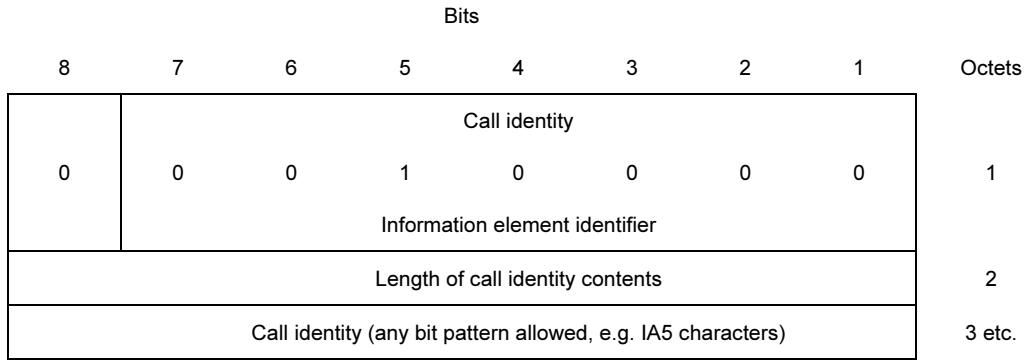 Bits
8 7 6 5 4 3 2 1 Octets
Call identity
0 0 0 1 0 0 0 0 1
Information element identifier
Length of call identity contents 2
Call identity (any bit pattern allowed, e.g. IA5 characters) 3 etc.